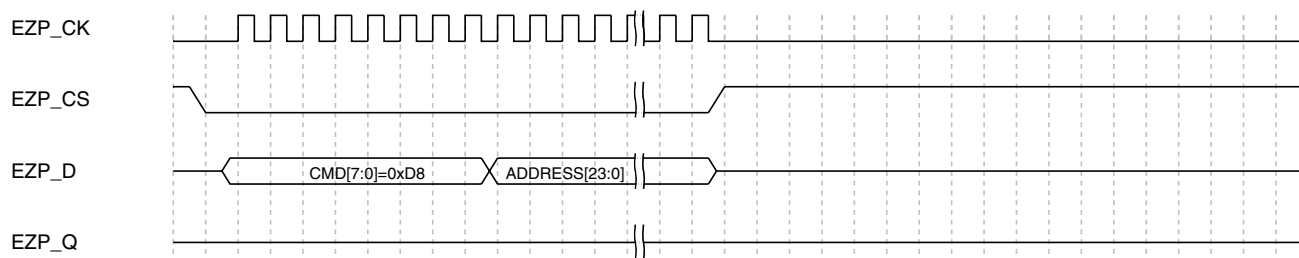 EZP_CK
EZP_CS
EZP_D
CMD[7:0]=0xD8
ADDRESS[23:0]
EZP_Q